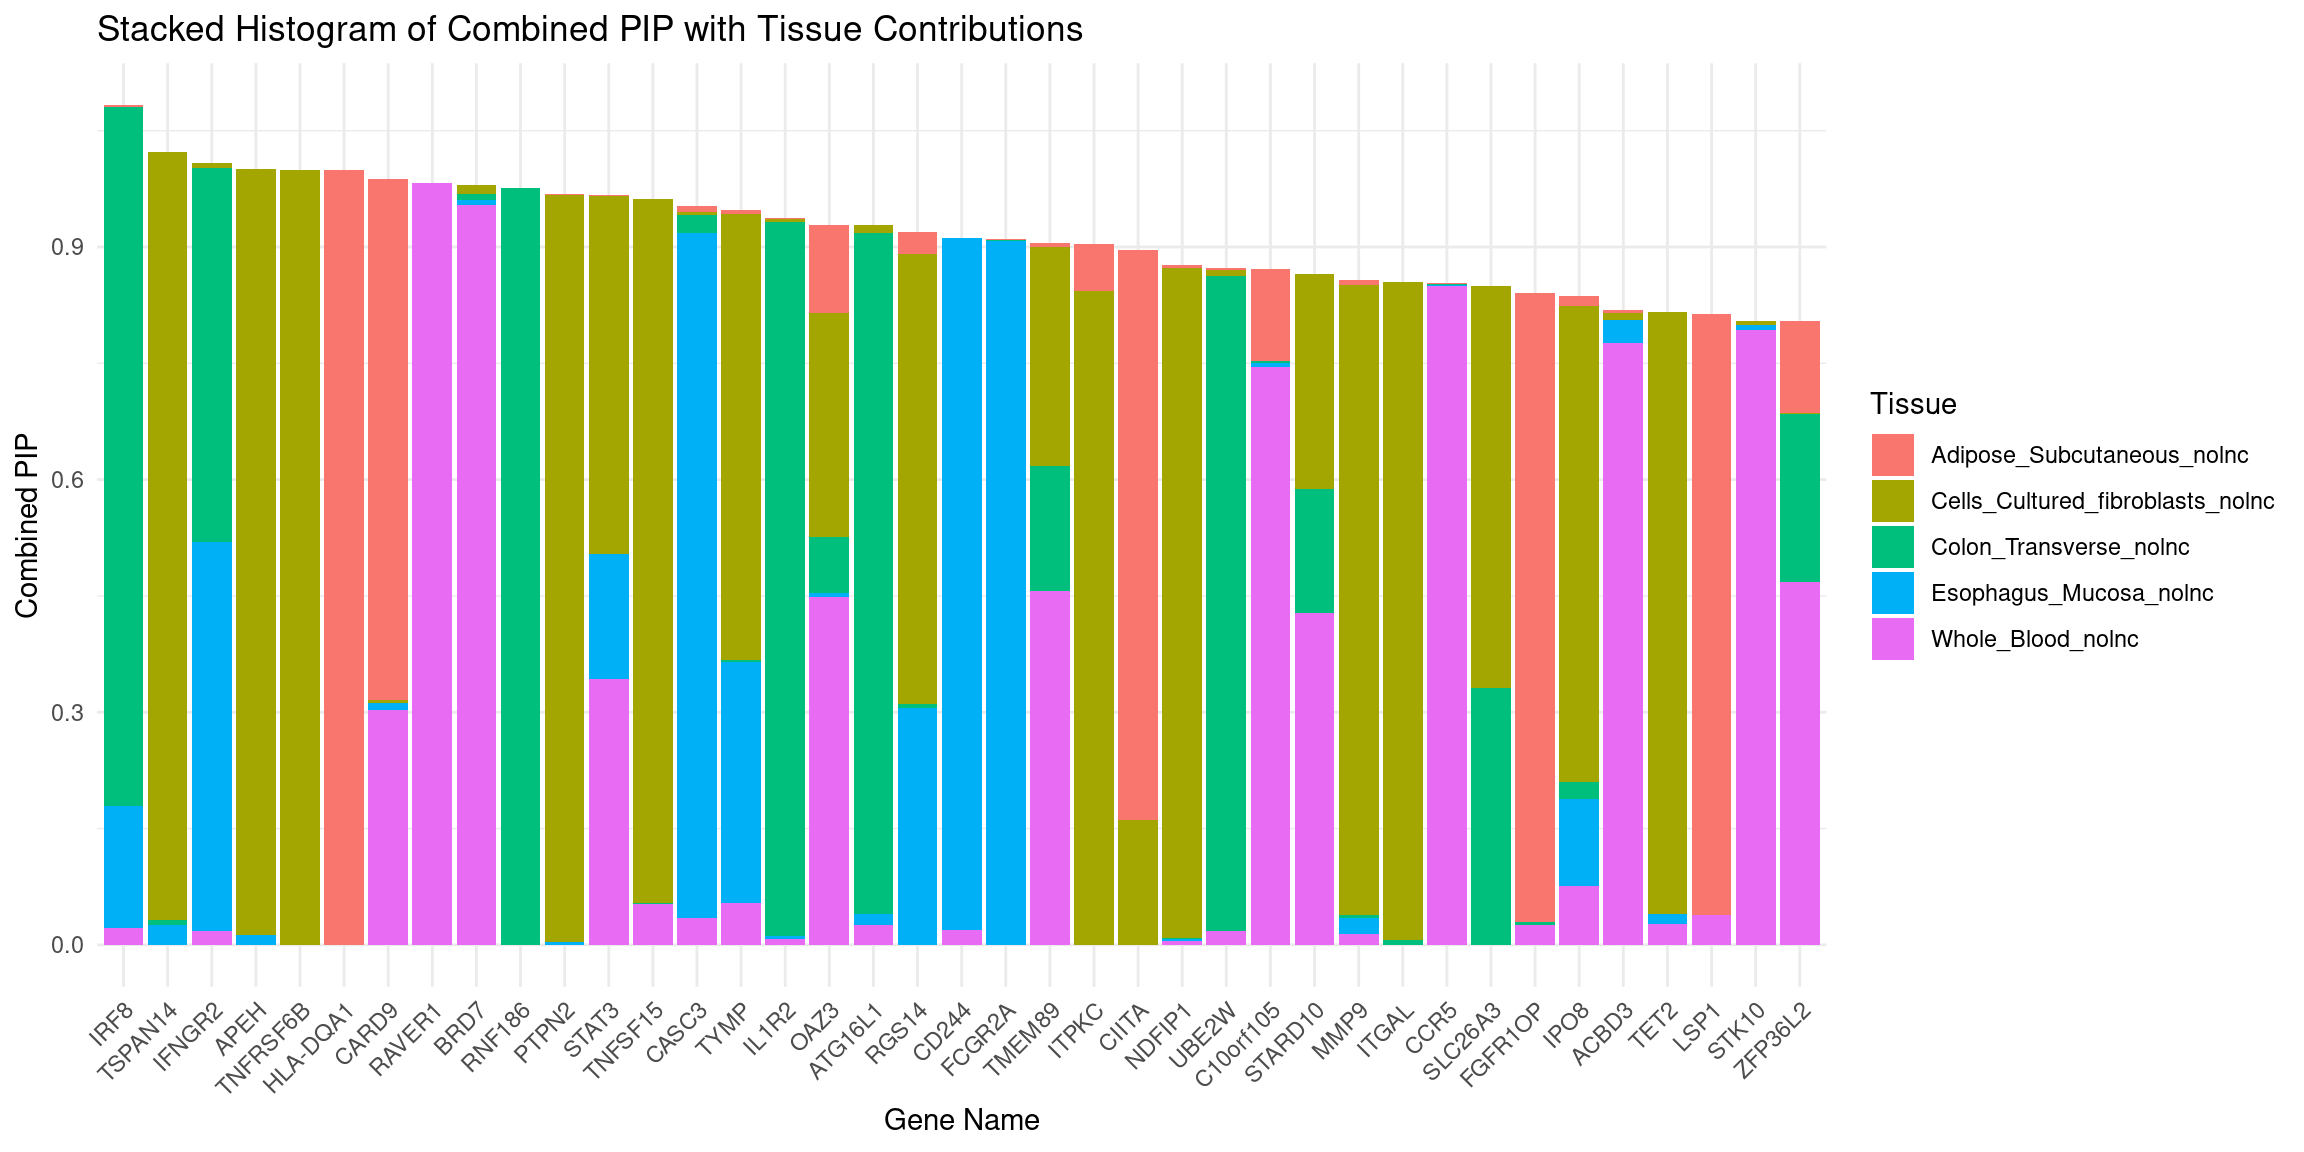 Stacked Histogram of Combined PIP with Tissue Contributions
Combined PIP
0.9
0.6
0.3
0.0
IRF8
TSPAN14
IFNGR2
APEH
TNFRSF6B
HLA-DQA1
CARD9
RAVER1
BRD7
RNF186
PTPN2
STAT3
TNFSF15
CASC3
TYMP
IL1R2
OAZ3
ATG16L1
RGS14
CD244
FCGR2A
TMEM89
ITPKC
CIITA
NDFIP1
UBE2W
C10orf105
STARD10
MMP9
ITGAL
CCR5
SLC26A3
FGFR1OP
IPO8
ACBD3
TET2
LSP1
STK10
ZFP36L2
Gene Name
Tissue
Adipose_Subcutaneous_nolnc
Cells_Cultured_fibroblasts_nolnc
Colon_Transverse_nolnc
Esophagus_Mucosa_nolnc
Whole_Blood_nolnc